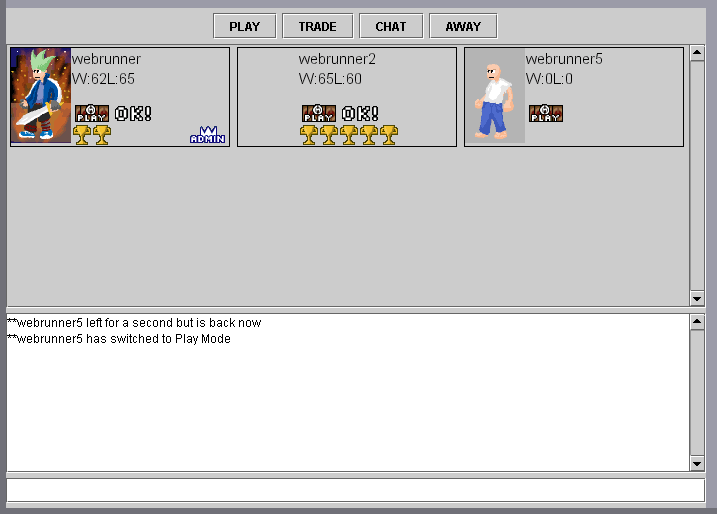 PLAY TRADE CHAT AWAY
webrunner
W:62L:65
PLAY OK!
ADMIN
webrunner2
W:65L:60
PLAY OK!
webrunner5
W:0L:0
PLAY
**webrunner5 left for a second but is back now
**webrunner5 has switched to Play Mode